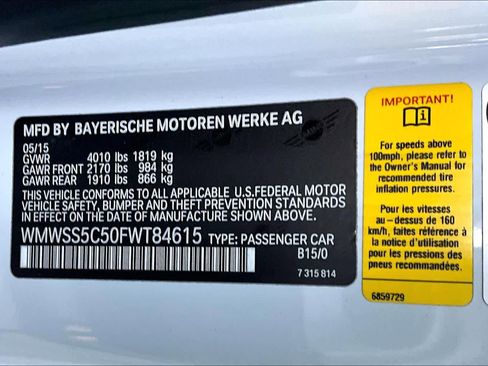 MFD BY BAYERISCHE MOTOREN WERKE AG
05/15
GVWR 4010 lbs 1819 kg
GAWR FRONT 2170 lbs 984 kg
GAWR REAR 1910 lbs 866 kg
THIS VEHICLE CONFORMS TO ALL APPLICABLE U.S.FEDERAL MOTOR
VEHICLE SAFETY, BUMPER AND THEFT PREVENTION STANDARDS
IN EFFECT ON THE DATE OF MANUFACTURE SHOWN ABOVE
WMWSS5C50FWT84615 TYPE: PASSENGER CAR
B15/0
7 315 814
IMPORTANT!
For speeds above
100mph, please refer to
the Owner's Manual for
recommended tire
inflation pressures.
Pour les vitesses
au-dessus de 160
km/h, faites référence à
la notice d'utilisation
pour les pressions des
pneus recommandées.
6859729